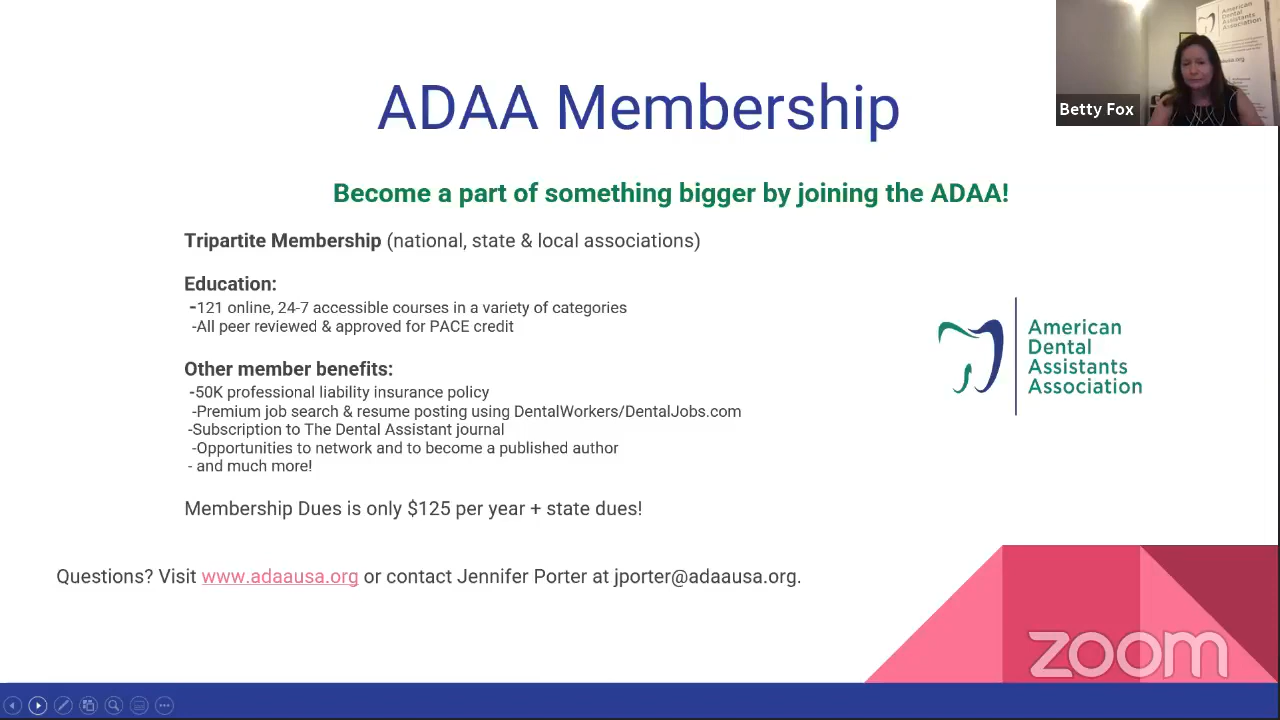 American
Dental
Assistants
Association
Betty Fox
ADAA Membership
Become a part of something bigger by joining the ADAA!
Tripartite Membership (national, state & local associations)
Education:
-121 online, 24-7 accessible courses in a variety of categories
-All peer reviewed & approved for PACE credit
Other member benefits:
-50K professional liability insurance policy
-Premium job search & resume posting using DentalWorkers/DentalJobs.com
-Subscription to The Dental Assistant journal
-Opportunities to network and to become a published author
- and much more!
Membership Dues is only $125 per year + state dues!
American
Dental
Assistants
Association
Questions? Visit www.adaausa.org or contact Jennifer Porter at jporter@adaausa.org.
zoom